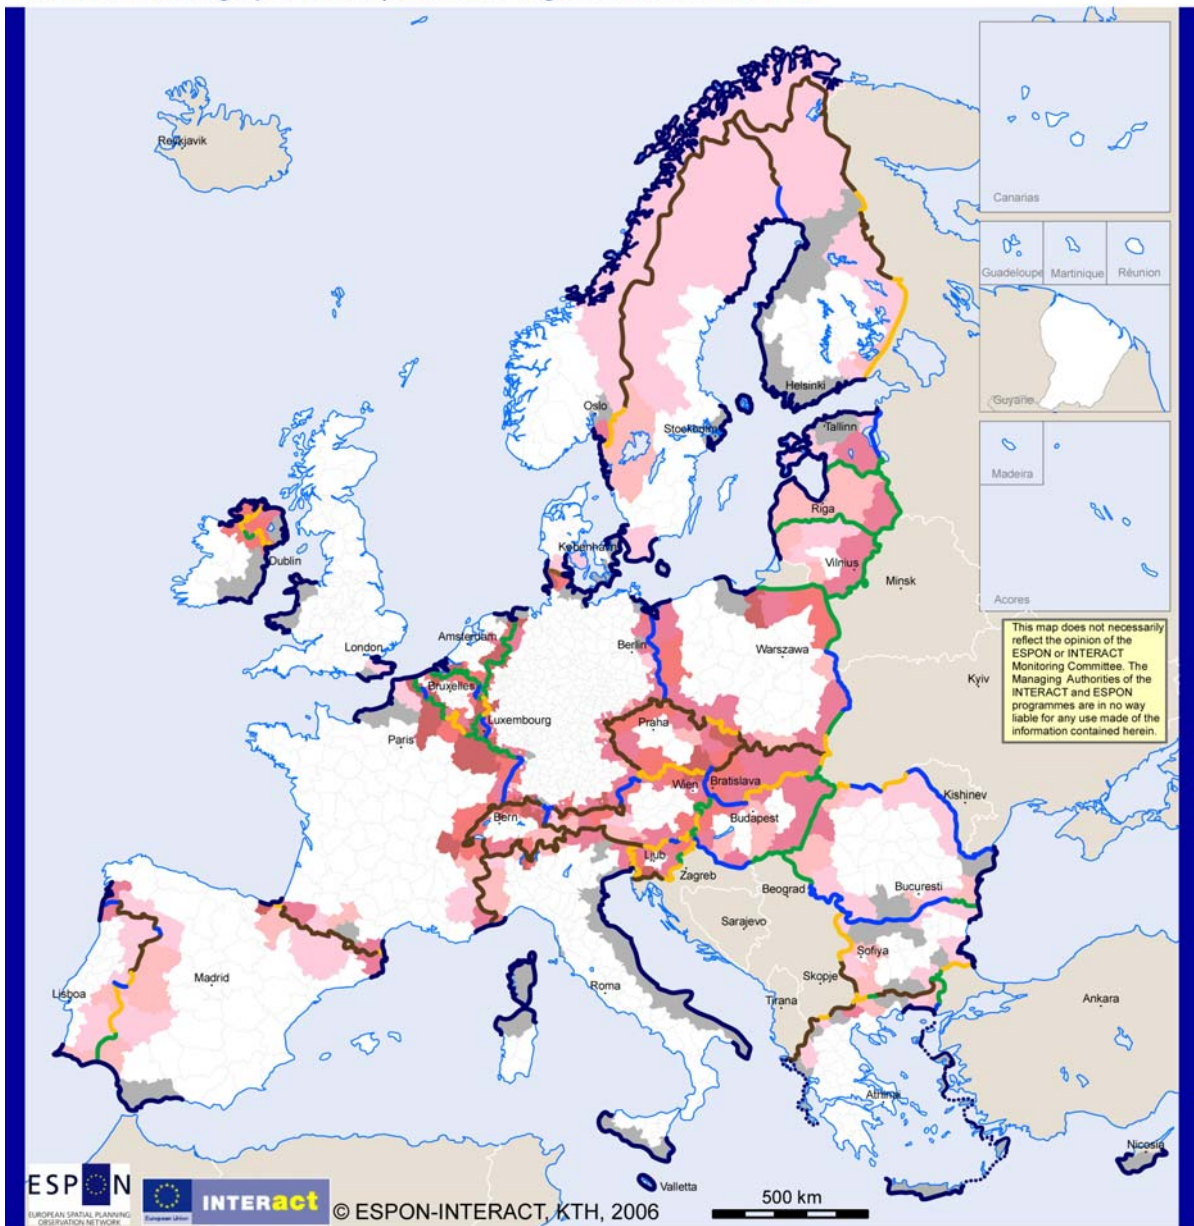 Reykjavik
Canarias
Guadeloupe
Martinique
Réunion
Guyane
Helsinki
Oslo
Stockholm
Tallinn
Madeira
Riga
København
Dublin
Vilnius
Minsk
Acores
This map does not necessarily
reflect the opinion of the
ESPON or INTERACT
Monitoring Committee. The
Managing Authorities of the
INTERACT and ESPON
programmes are in no way
liable for any use made of the
information contained herein.
Amsterdam
London
Berlin
Warszawa
Bruxelles
Kyiv
Luxembourg
Praha
Paris
Wien
Bratislava
Kishinev
Bern
Budapest
Ljub
Zagreb
Beograd
Bucuresti
Sarajevo
Sofiya
Madrid
Roma
Skopje
Lisboa
Tirana
Ankara
Athina
Nicosia
Valletta
500 km
ESPON
EUROPEAN SPATIAL PLANNING
OBSERVATION NETWORK
European Union
INTERact
© ESPON-INTERACT, KTH, 2006